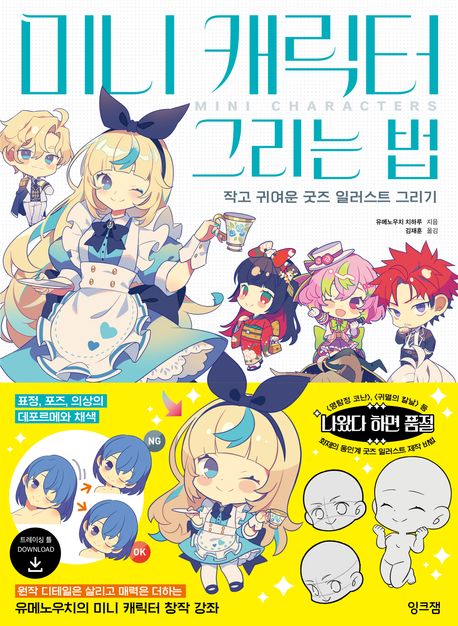 미니 캐릭터
MINI CHARACTERS
그리는 법
작고 귀여운 굿즈 일러스트 그리기
유메노우치 치하루 지음
김재훈 옮김
표정, 포즈, 의상의
데포르메와 채색
<명탐정 코난>, <귀멸의 칼날> 등
나왔다 하면 품절
화제의 동인계 굿즈 일러스트 제작 비법
NG
OK
트레이싱 툴
DOWNLOAD
원작 디테일은 살리고 매력은 더하는
유메노우치의 미니 캐릭터 창작 강좌
잉크잼